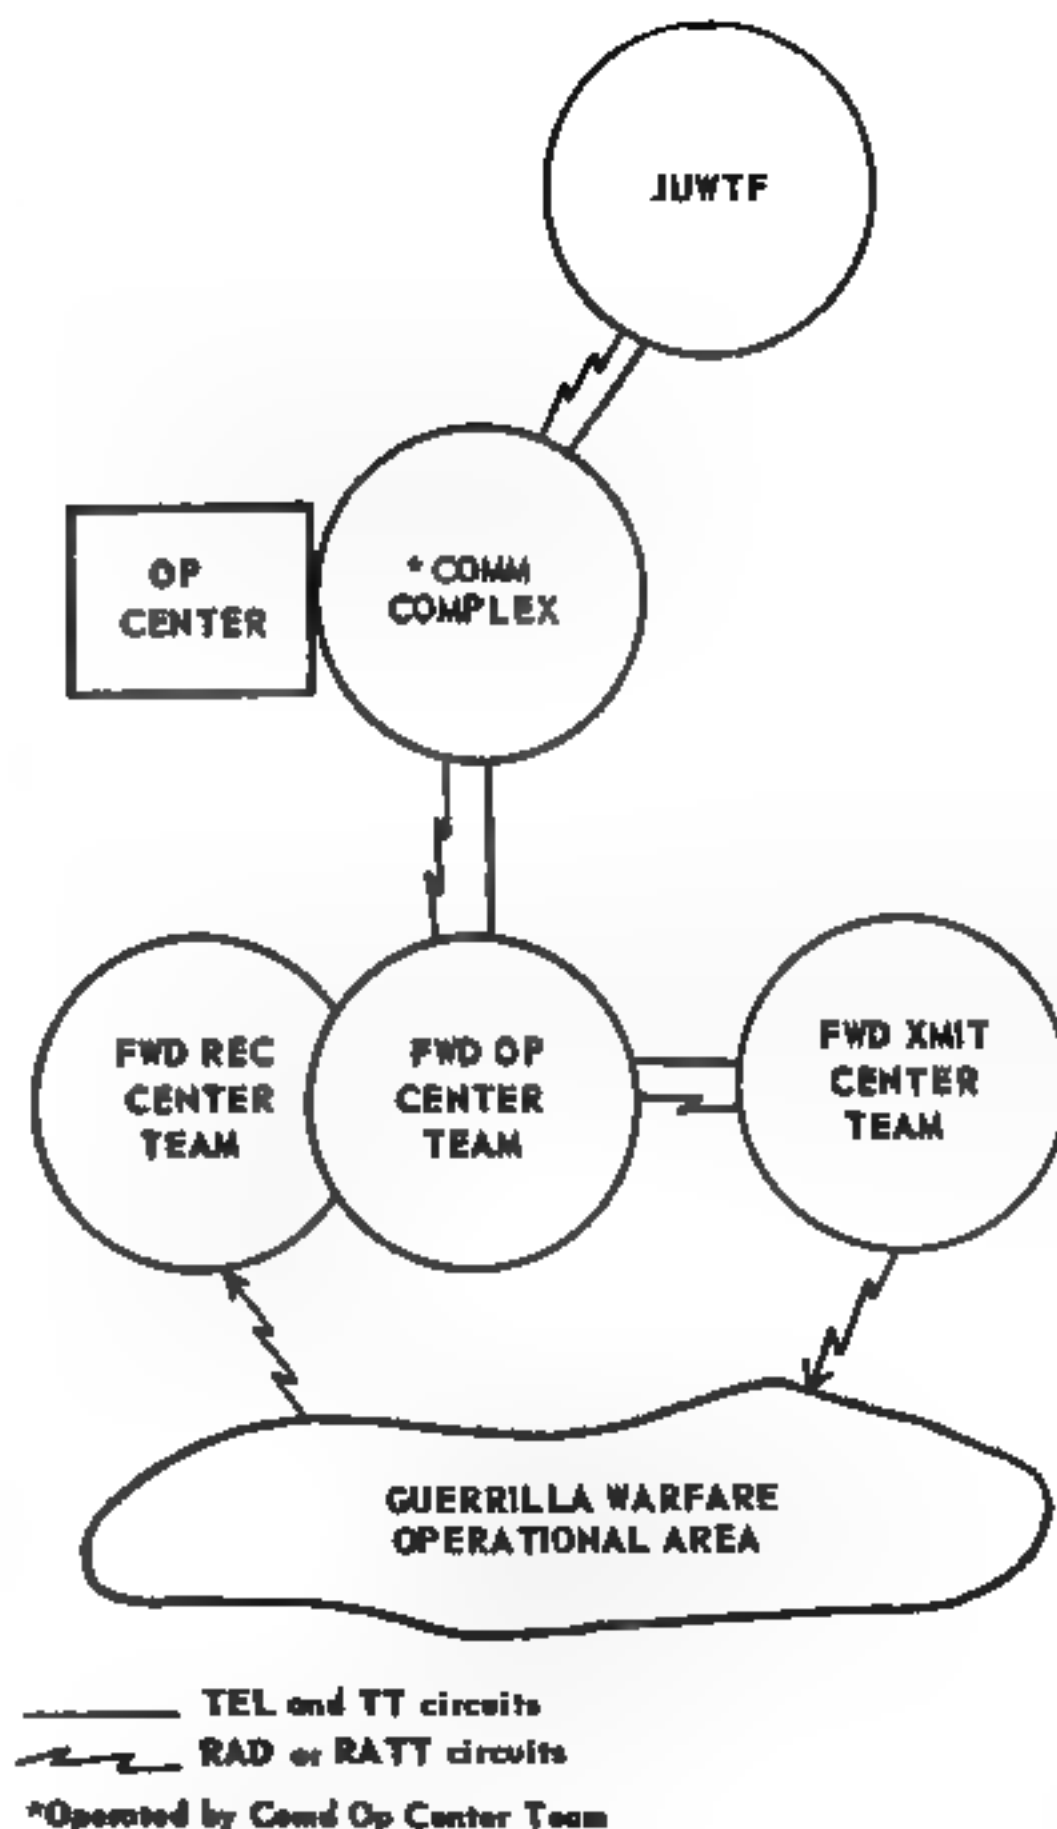 JUWTF
OP
CENTER
* COMM
COMPLEX
FWD REC
CENTER
TEAM
FWD OP
CENTER
TEAM
FWD XMIT
CENTER
TEAM
GUERRILLA WARFARE
OPERATIONAL AREA
TEL and TT circuits
RAD or RATT circuits
*Operated by Comd Op Center Team